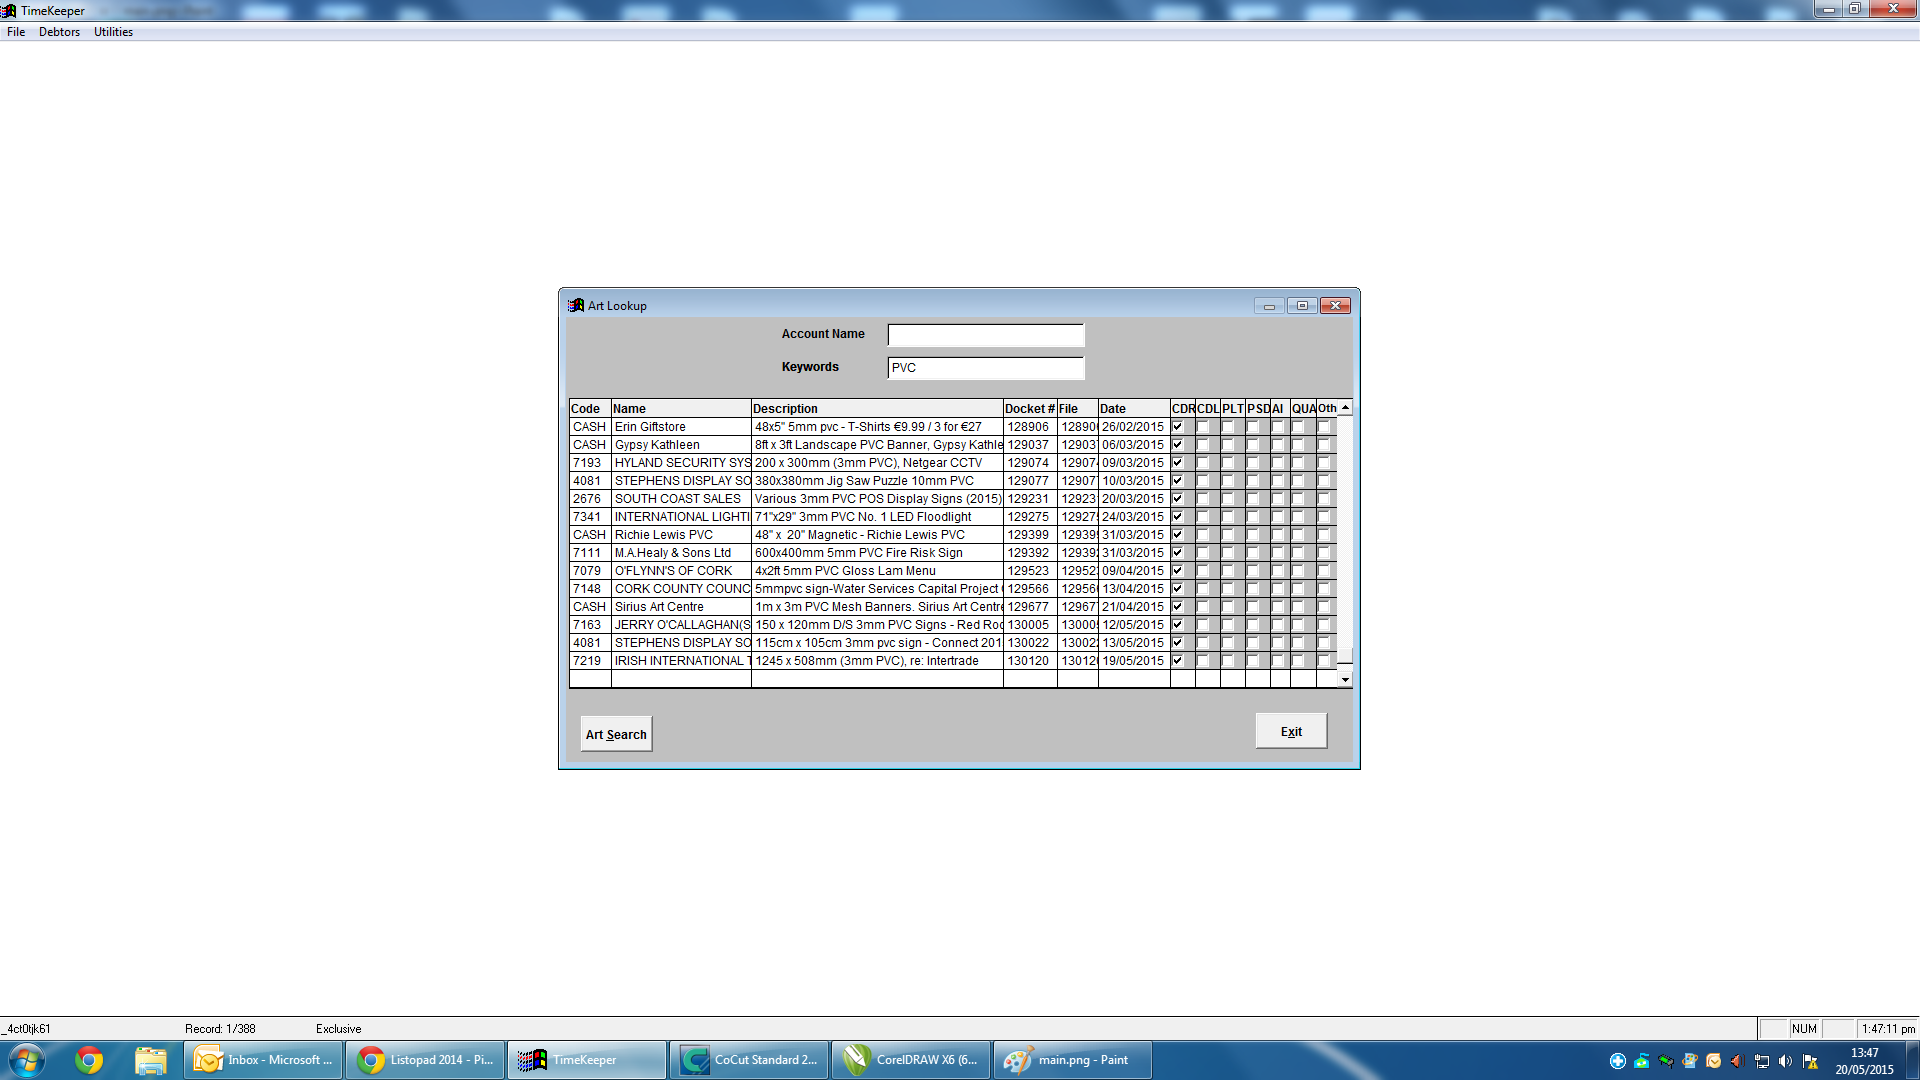 TimeKeeper
File Debtors Utilities
Art Lookup
Account Name
Keywords PVC
Code Name Description Docket # File Date CDR CDL PLT PSD AI QUA Oth
CASH Erin Giftstore 48x5" 5mm pvc - T-Shirts €9.99 / 3 for €27 128906 12890 26/02/2015
CASH Gypsy Kathleen 8ft x 3ft Landscape PVC Banner, Gypsy Kathle 129037 12903 06/03/2015
7193 HYLAND SECURITY SYS 200 x 300mm (3mm PVC), Netgear CCTV 129074 12907 09/03/2015
4081 STEPHENS DISPLAY SO 380x380mm Jig Saw Puzzle 10mm PVC 129077 12907 10/03/2015
2676 SOUTH COAST SALES Various 3mm PVC POS Display Signs (2015) 129231 12923 20/03/2015
7341 INTERNATIONAL LIGHTI 71"x29" 3mm PVC No. 1 LED Floodlight 129275 12927 24/03/2015
CASH Richie Lewis PVC 48" x 20" Magnetic - Richie Lewis PVC 129399 12939 31/03/2015
7111 M.A.Healy & Sons Ltd 600x400mm 5mm PVC Fire Risk Sign 129392 12939 31/03/2015
7079 O'FLYNN'S OF CORK 4x2ft 5mm PVC Gloss Lam Menu 129523 12952 09/04/2015
7148 CORK COUNTY COUNC 5mmpvc sign-Water Services Capital Project 129566 12956 13/04/2015
CASH Sirius Art Centre 1m x 3m PVC Mesh Banners. Sirius Art Centre 129677 12967 21/04/2015
7163 JERRY O'CALLAGHAN(S 150 x 120mm D/S 3mm PVC Signs - Red Roo 130005 13000 12/05/2015
4081 STEPHENS DISPLAY SO 115cm x 105cm 3mm pvc sign - Connect 201 130022 13002 13/05/2015
7219 IRISH INTERNATIONAL T 1245 x 508mm (3mm PVC), re: Intertrade 130120 13012 19/05/2015
Art Search Exit
_4ct0tjk61 Record: 1/388 Exclusive NUM 1:47:11 pm
Inbox - Microsoft ... Listopad 2014 - Pi... TimeKeeper CoCut Standard 2... CorelDRAW X6 (6... main.png - Paint 13:47
20/05/2015